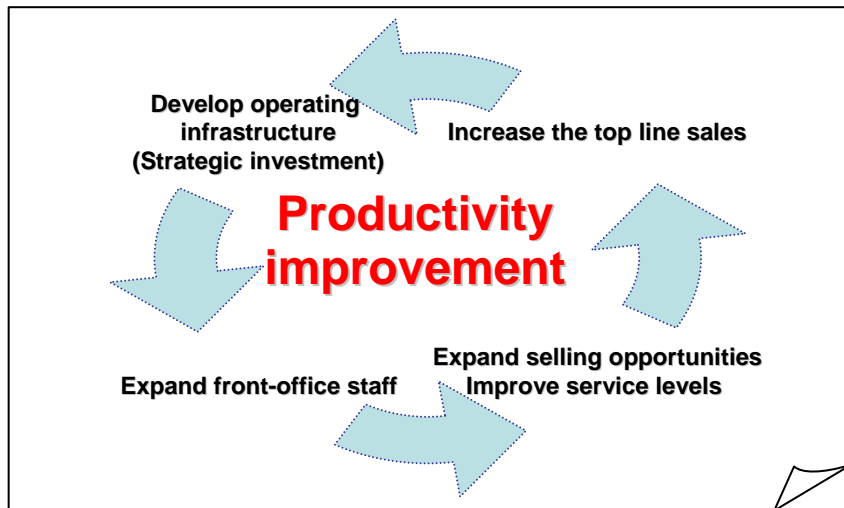 Develop operating
infrastructure
(Strategic investment)
Increase the top line sales
Productivity
improvement
Expand front-office staff
Expand selling opportunities
Improve service levels